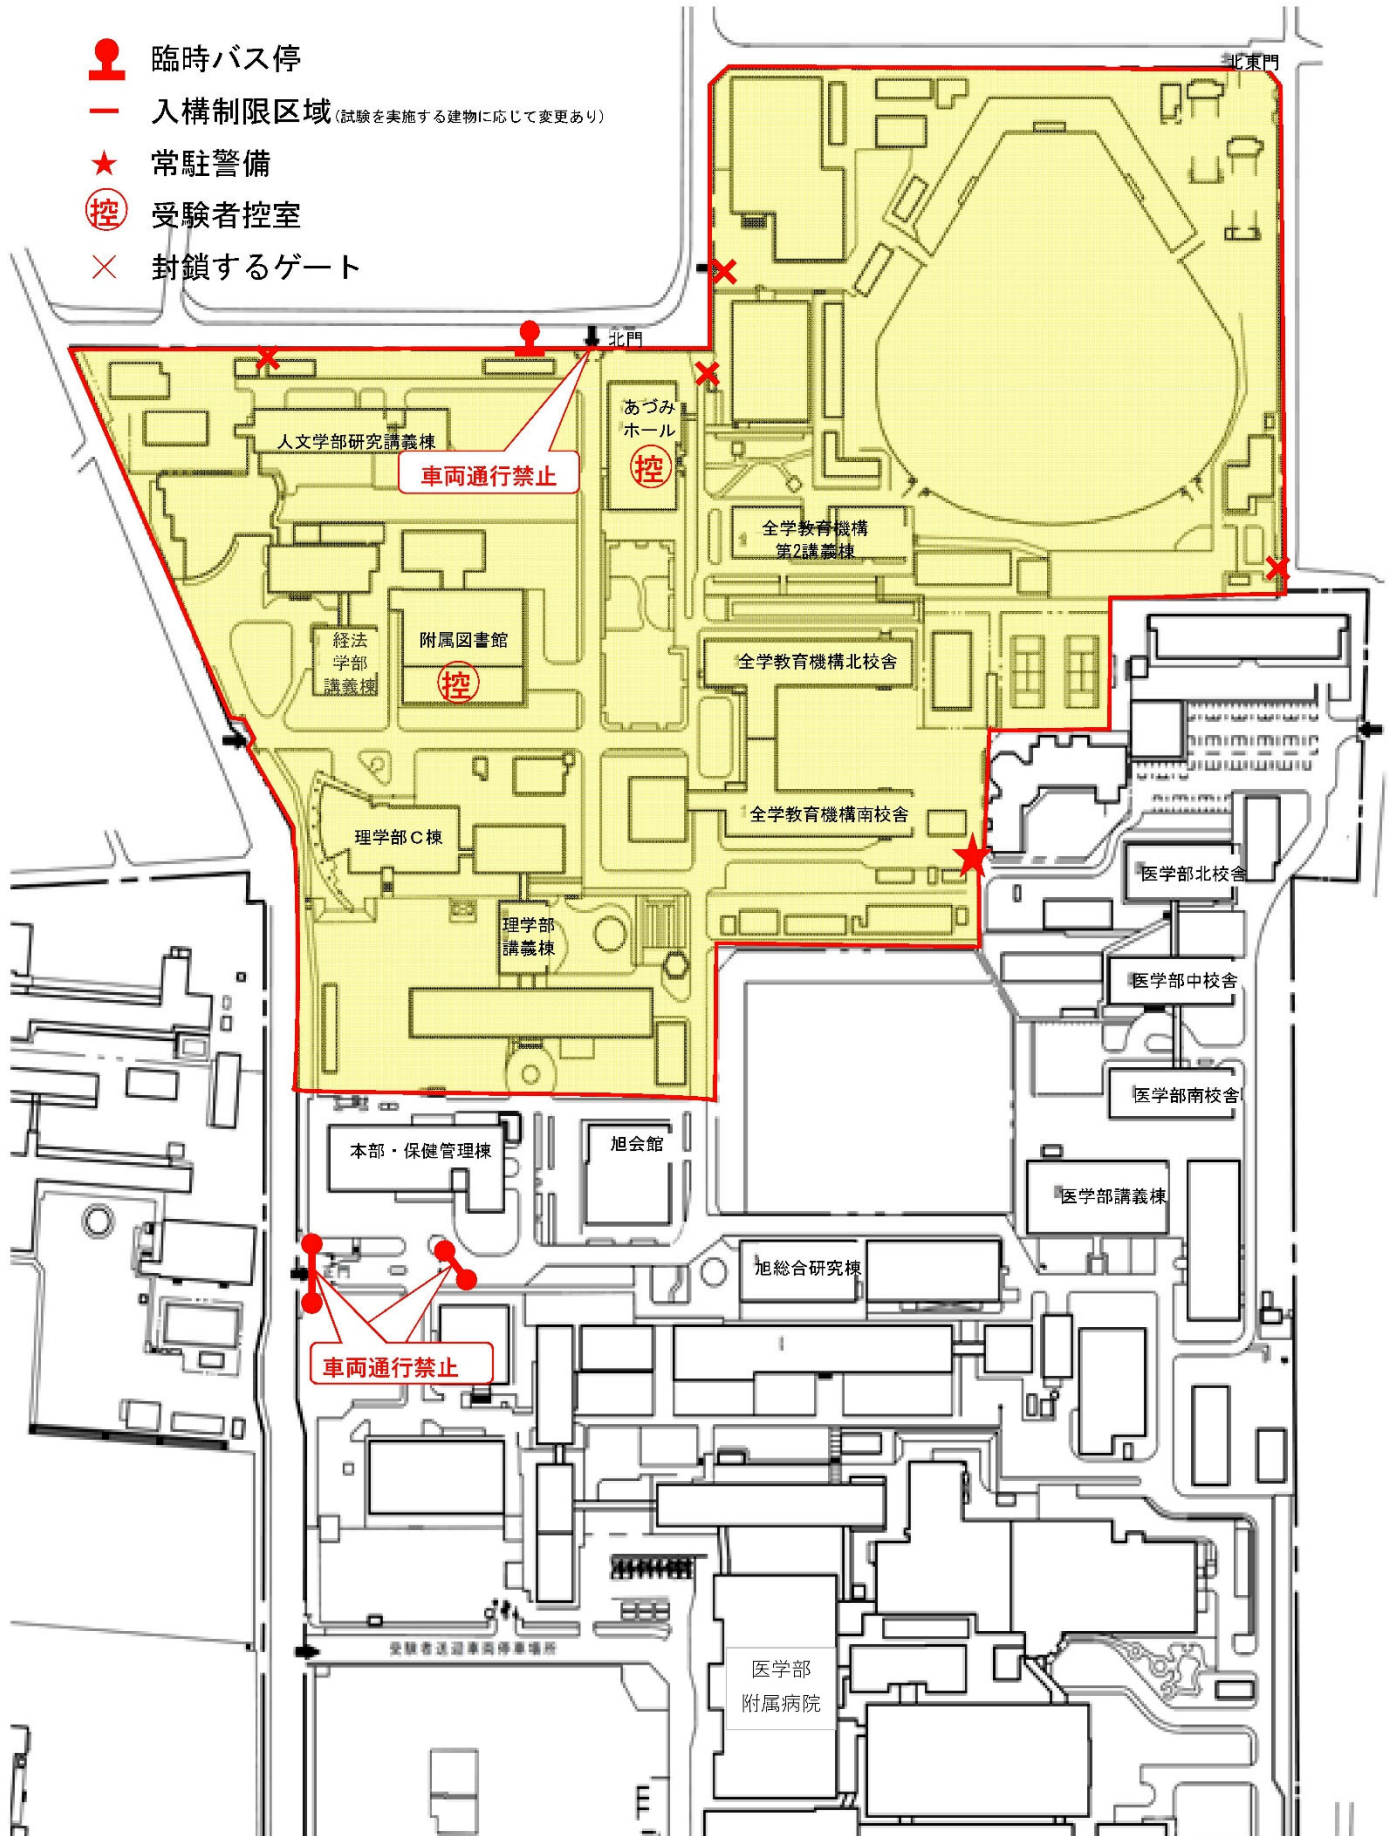 臨時バス停
入構制限区域(試験を実施する建物に応じて変更あり)
常駐警備
控 受験者控室
封鎖するゲート
北東門
北門
あづみ
ホール
控
人文学部研究講義棟
車両通行禁止
全学教育機構
第2講義棟
経法
学部
講義棟
附属図書館
控
全学教育機構北校舎
全学教育機構南校舎
理学部C棟
医学部北校舎
理学部
講義棟
医学部中校舎
医学部南校舎
本部・保健管理棟
旭会館
医学部講義棟
旭総合研究棟
車両通行禁止
受験者送迎車両停車場所
医学部
附属病院